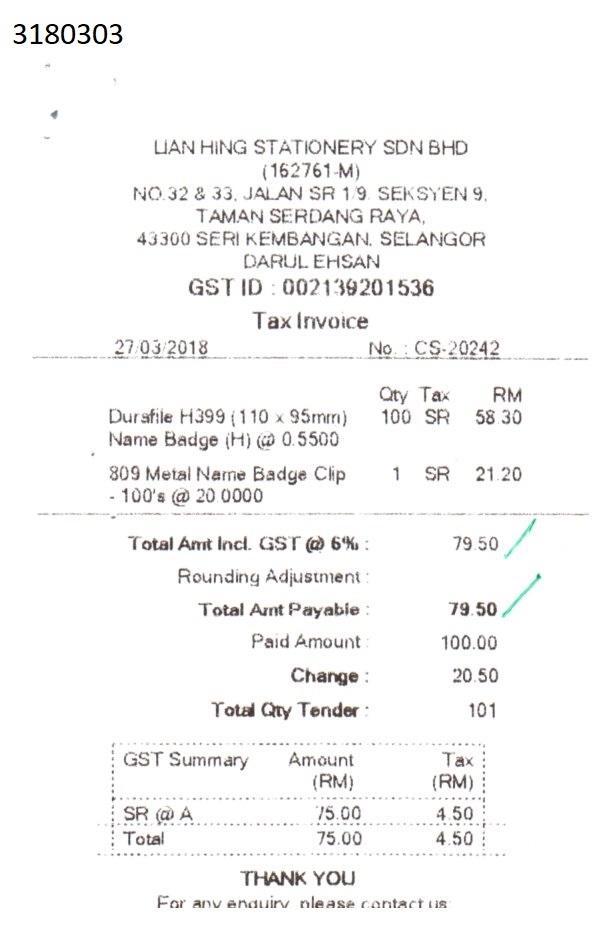 3180303
LIAN HING STATIONERY SDN BHD
(162761-M)
NO.32 & 33, JALAN SR 1/9, SEKSYEN 9,
TAMAN SERDANG RAYA,
43300 SERI KEMBANGAN, SELANGOR
DARUL EHSAN
GST ID : 002139201536
Tax Invoice
27/03/2018 No. : CS-20242
Qty Tax RM
Dursfile H399 (110 x 95mm) 100 SR 58.30
Name Badge (H) @ 0.5500
809 Metal Name Badge Clip 1 SR 21.20
- 100's @ 20.0000
Total Amt Incl. GST @ 6% : 79.50
Rounding Adjustment :
Total Amt Payable : 79.50
Paid Amount : 100.00
Change : 20.50
Total Qty Tender : 101
GST Summary Amount Tax
(RM) (RM)
SR @ A 75.00 4.50
Total 75.00 4.50
THANK YOU
For any enquiry, please contact us: